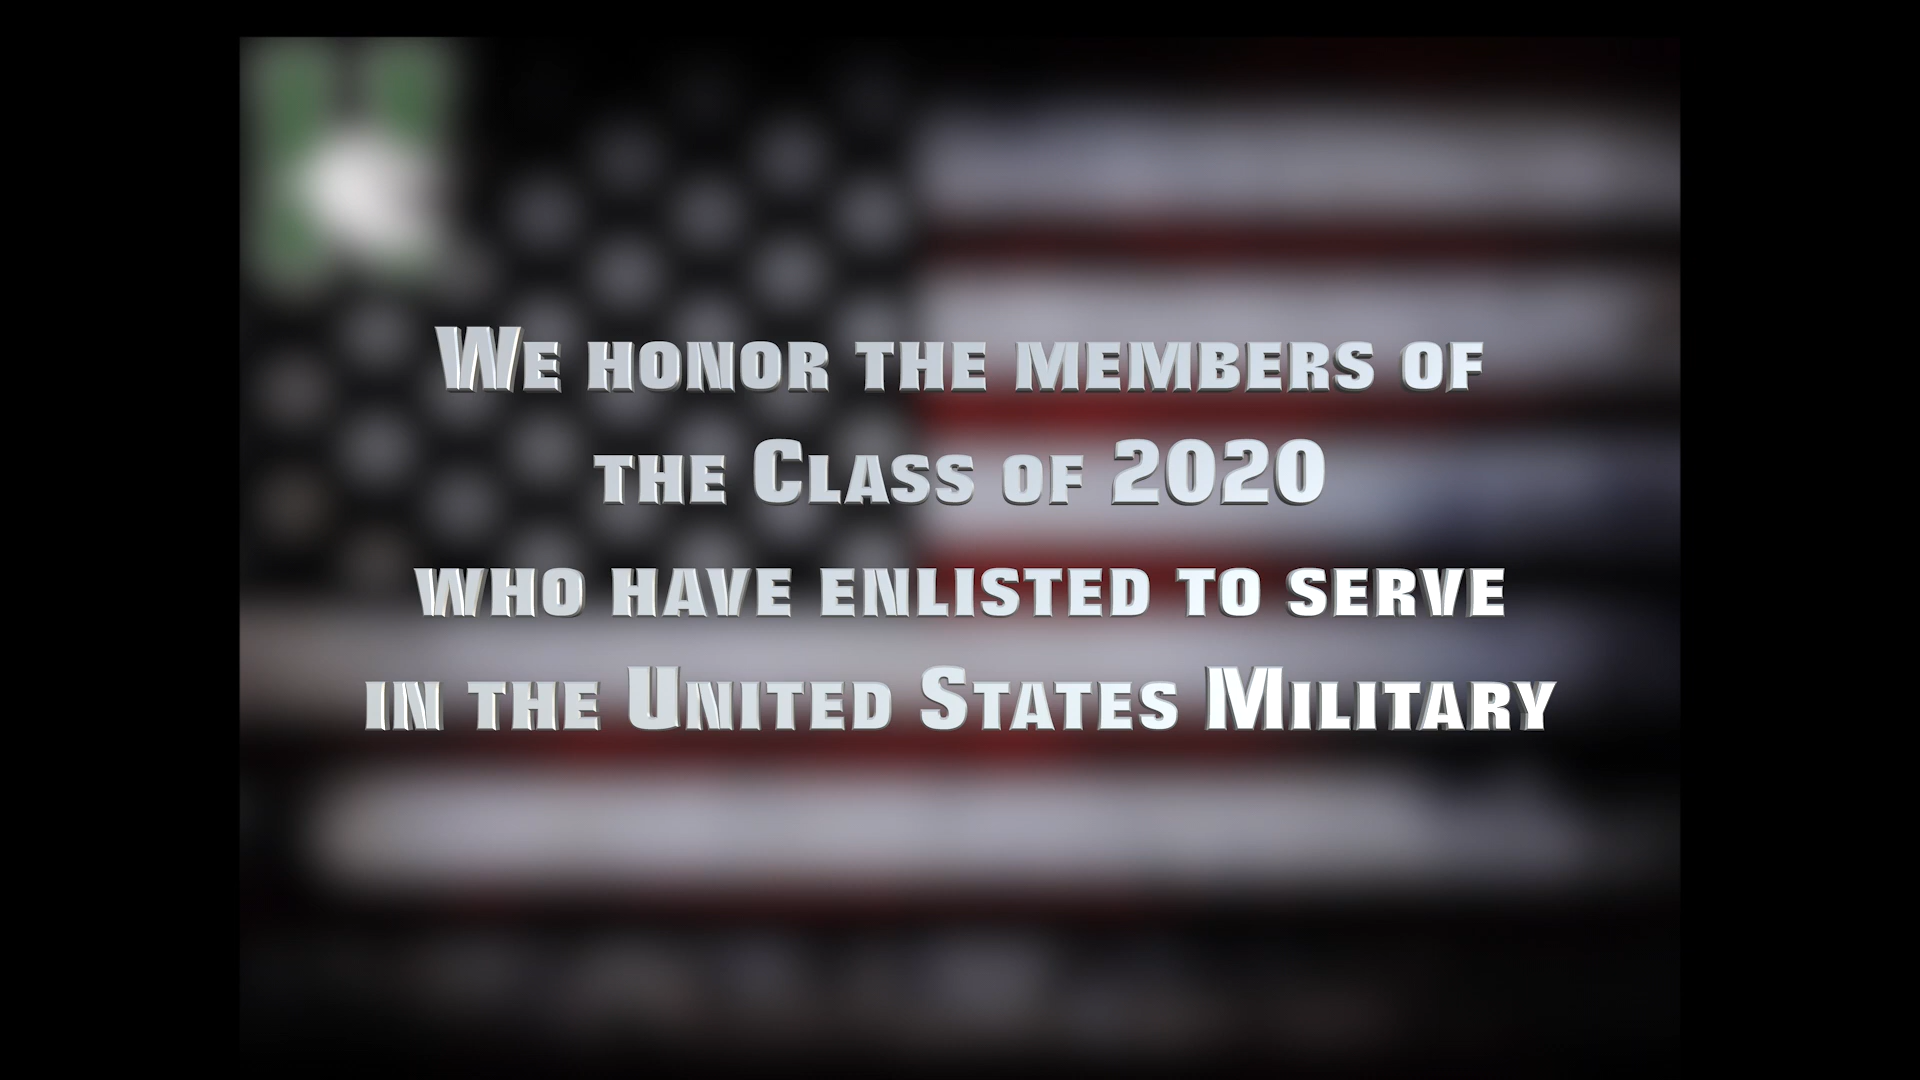 We honor the members of
the Class of 2020
who have enlisted to serve
in the United States Military